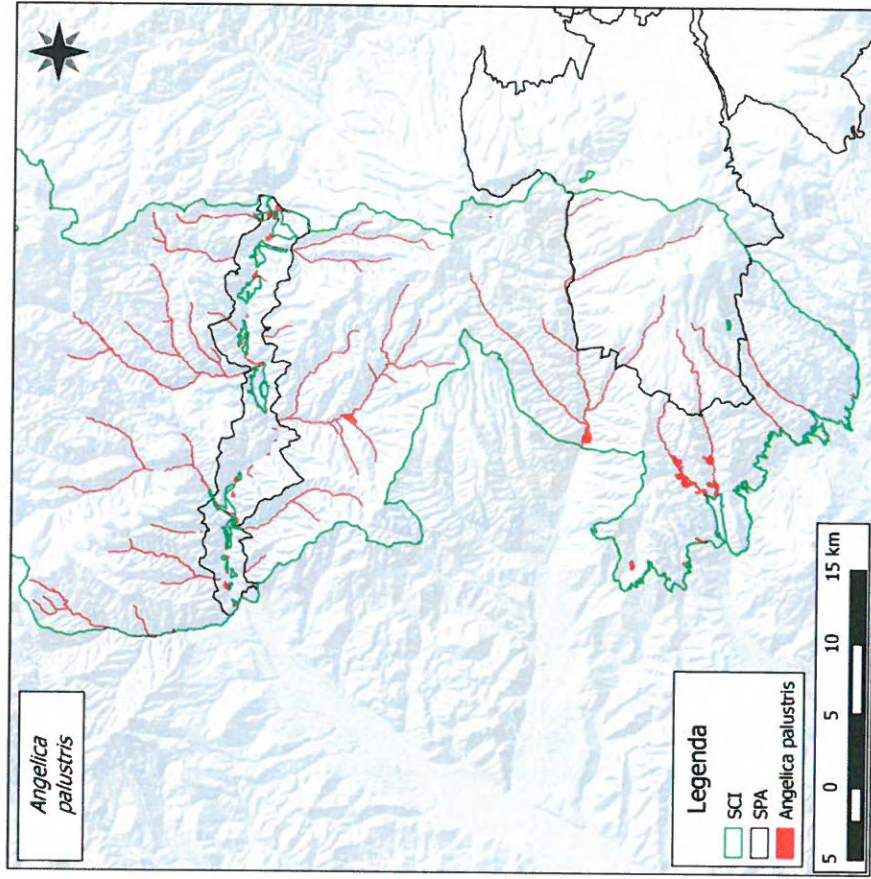 Angelica
palustris
Legenda
SCI
SPA
Angelica palustris
5 0 5 10 15 km